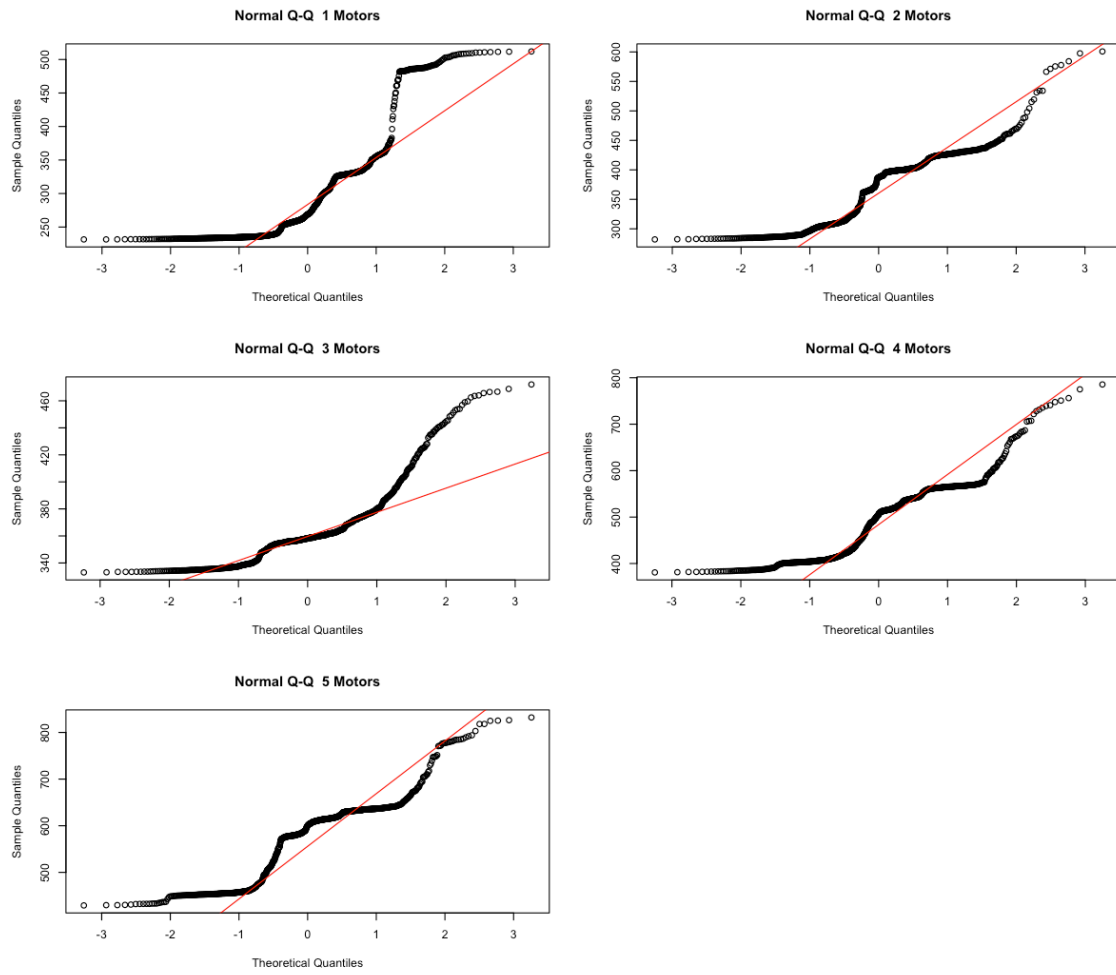 Normal Q-Q  1 Motors
Sample Quantiles
250 300 350 400 450 500
-3 -2 -1 0 1 2 3
Theoretical Quantiles
Normal Q-Q  2 Motors
Sample Quantiles
300 350 400 450 500 550 600
-3 -2 -1 0 1 2 3
Theoretical Quantiles
Normal Q-Q  3 Motors
Sample Quantiles
340 380 420 460
-3 -2 -1 0 1 2 3
Theoretical Quantiles
Normal Q-Q  4 Motors
Sample Quantiles
400 500 600 700 800
-3 -2 -1 0 1 2 3
Theoretical Quantiles
Normal Q-Q  5 Motors
Sample Quantiles
500 600 700 800
-3 -2 -1 0 1 2 3
Theoretical Quantiles